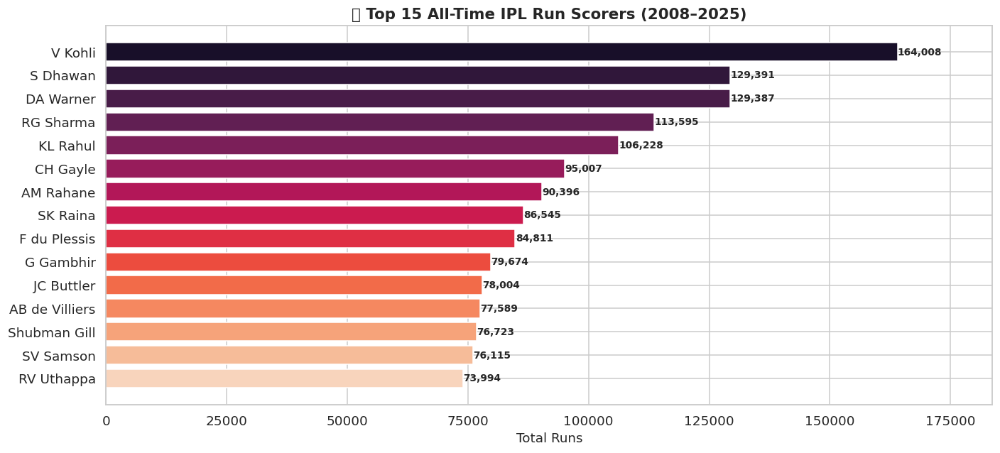 Top 15 All-Time IPL Run Scorers (2008–2025)
V Kohli 164,008
S Dhawan 129,391
DA Warner 129,387
RG Sharma 113,595
KL Rahul 106,228
CH Gayle 95,007
AM Rahane 90,396
SK Raina 86,545
F du Plessis 84,811
G Gambhir 79,674
JC Buttler 78,004
AB de Villiers 77,589
Shubman Gill 76,723
SV Samson 76,115
RV Uthappa 73,994
0 25000 50000 75000 100000 125000 150000 175000
Total Runs